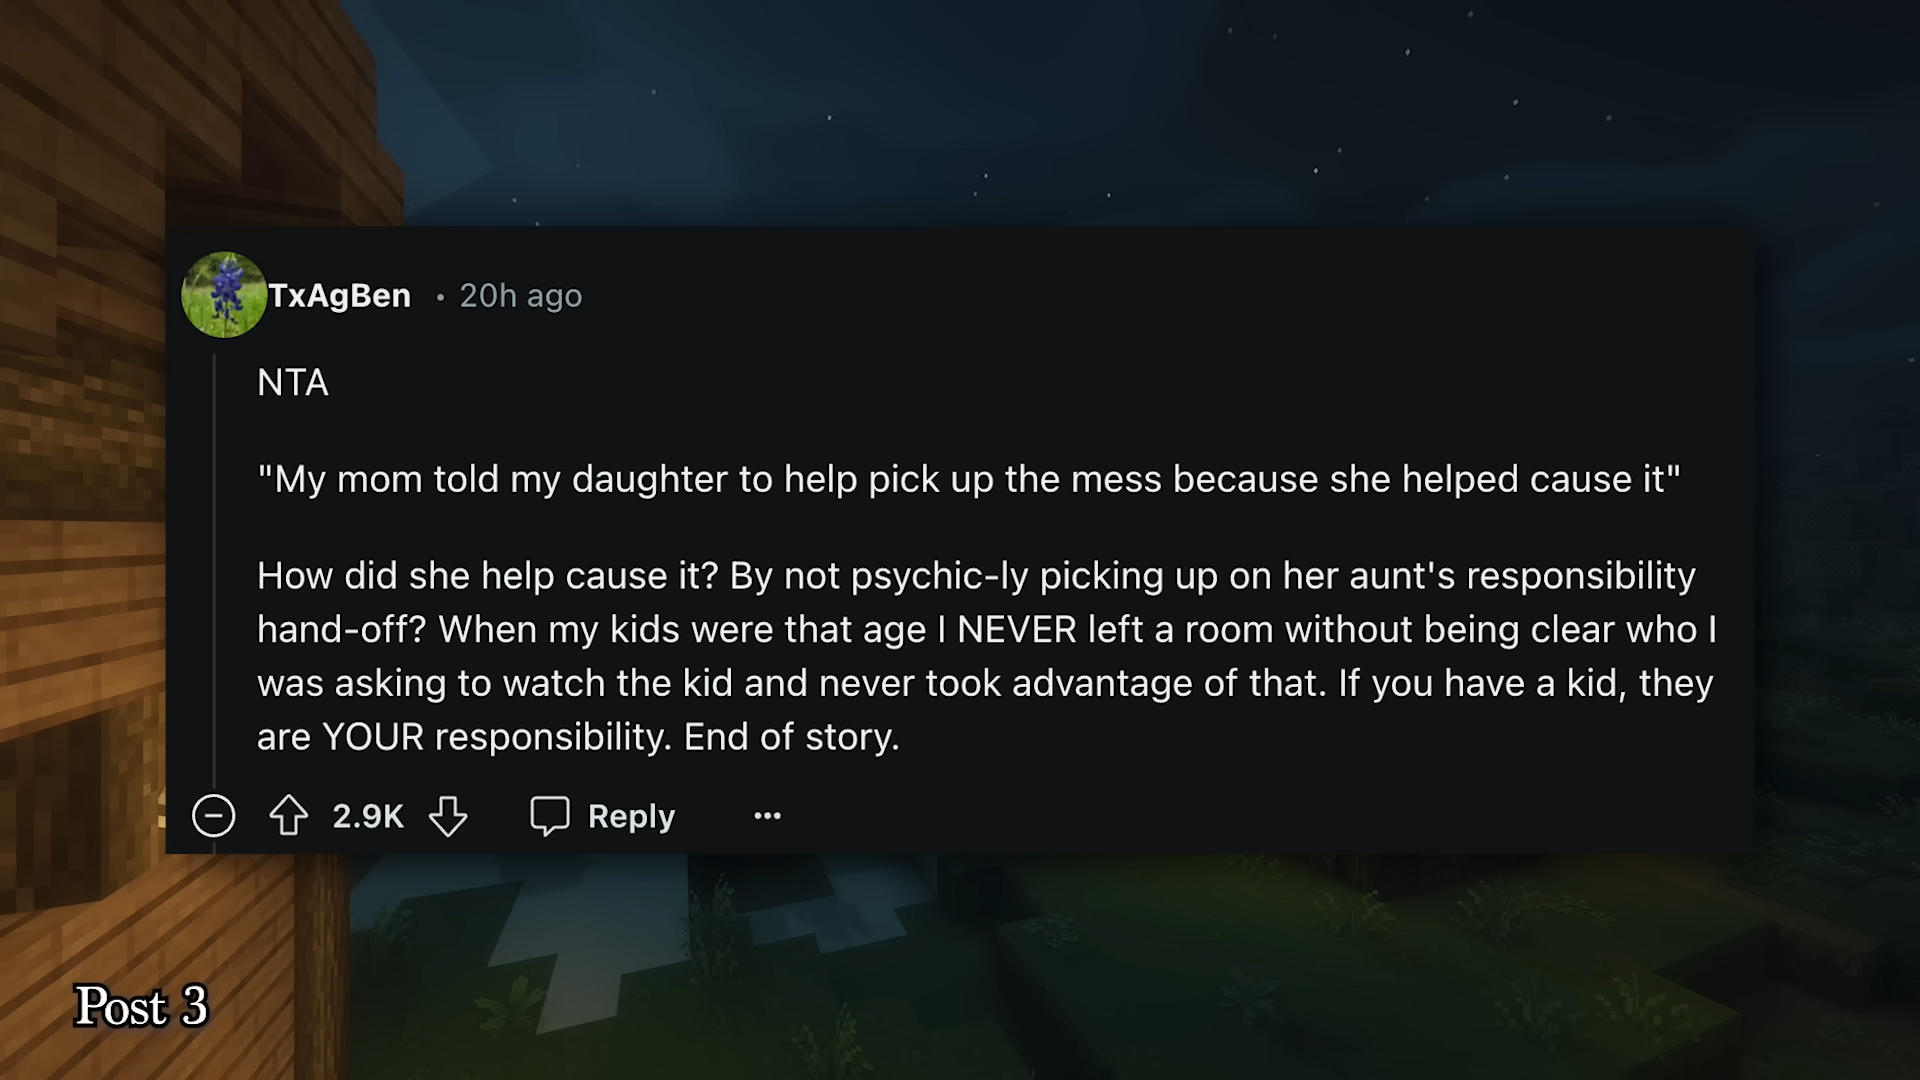 TxAgBen • 20h ago
NTA
"My mom told my daughter to help pick up the mess because she helped cause it"
How did she help cause it? By not psychic-ly picking up on her aunt's responsibility
hand-off? When my kids were that age I NEVER left a room without being clear who I
was asking to watch the kid and never took advantage of that. If you have a kid, they
are YOUR responsibility. End of story.
2.9K Reply ...
Post 3